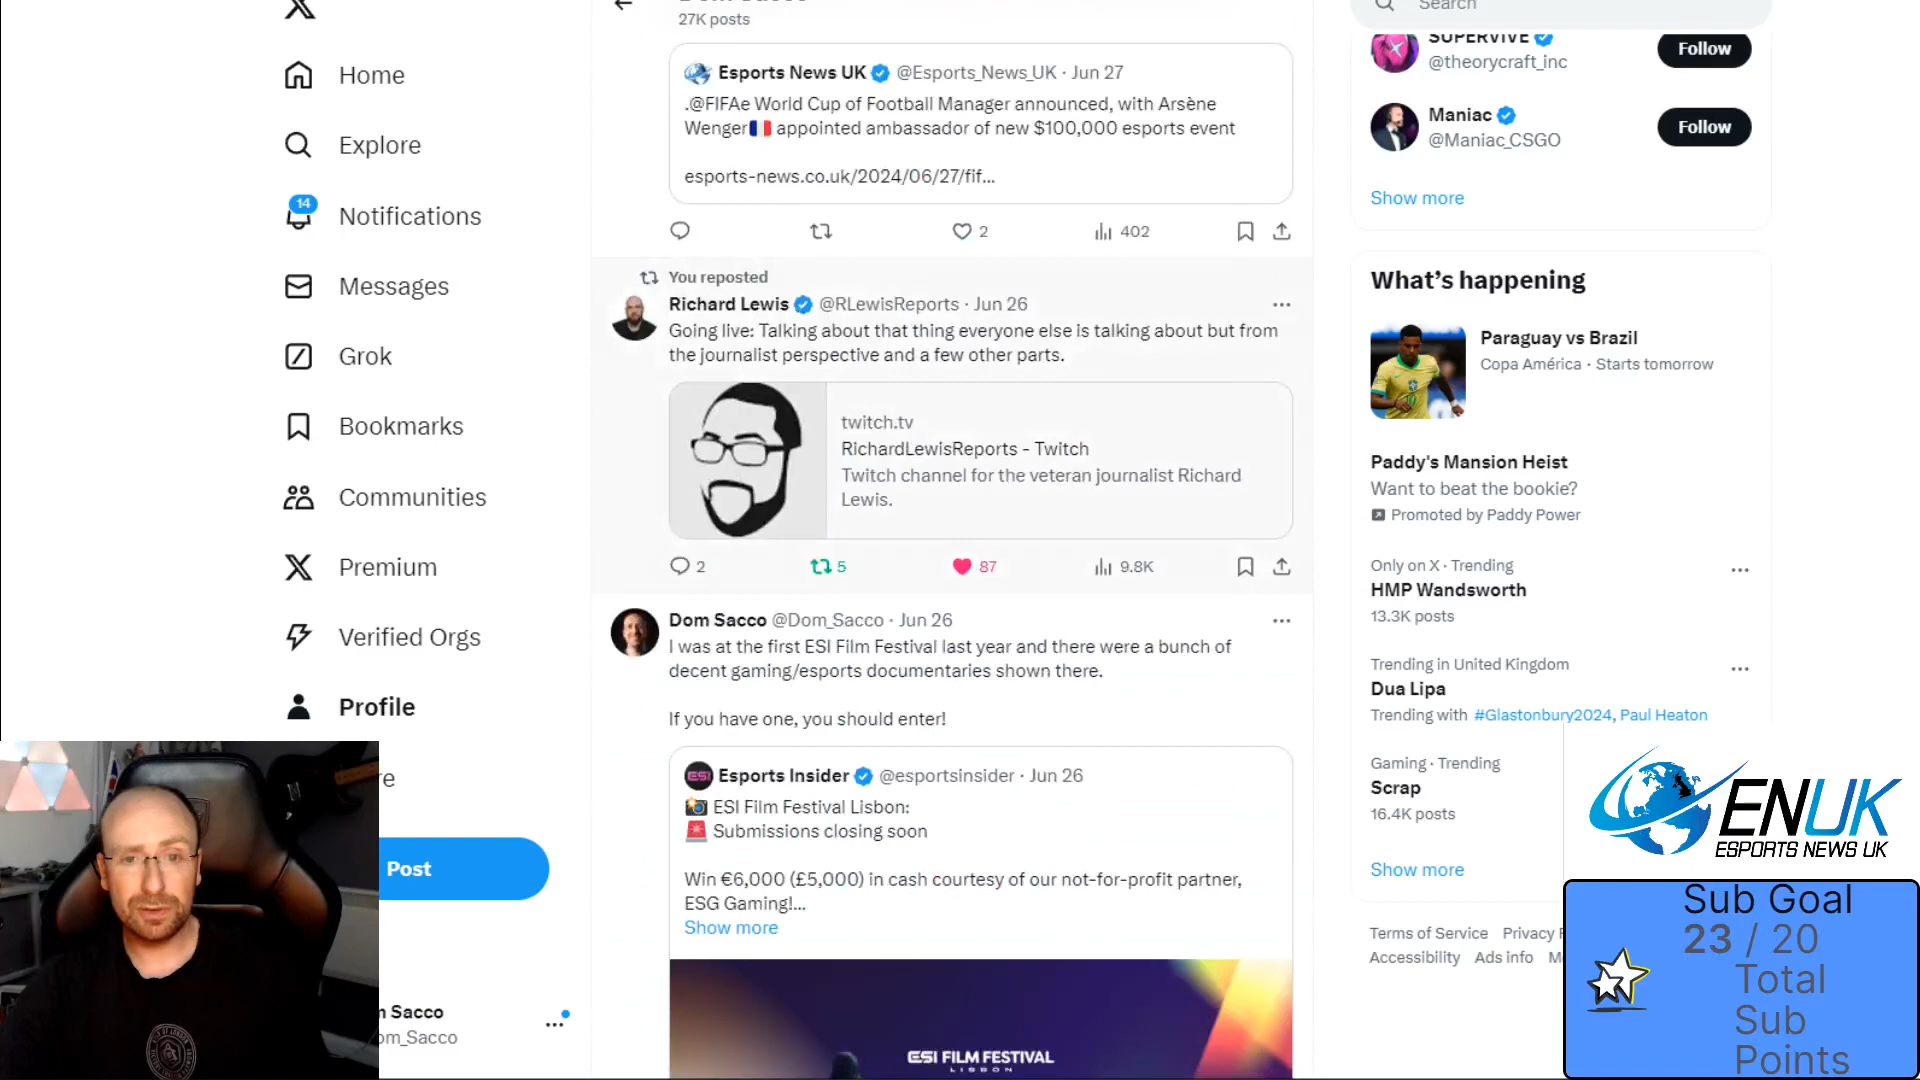 27K posts
Home
Explore
14
Notifications
Messages
Grok
Bookmarks
Communities
Premium
Verified Orgs
Profile
re
Post
n Sacco
om_Sacco
Esports News UK @Esports_News_UK · Jun 27
.@FIFAe World Cup of Football Manager announced, with Arsène
Wenger🇫🇷 appointed ambassador of new $100,000 esports event
esports-news.co.uk/2024/06/27/fif...
2
402
You reposted
Richard Lewis @RLewisReports · Jun 26
Going live: Talking about that thing everyone else is talking about but from
the journalist perspective and a few other parts.
twitch.tv
RichardLewisReports - Twitch
Twitch channel for the veteran journalist Richard
Lewis.
2
5
87
9.8K
Dom Sacco @Dom_Sacco · Jun 26
I was at the first ESI Film Festival last year and there were a bunch of
decent gaming/esports documentaries shown there.
If you have one, you should enter!
ESI
Esports Insider @esportsinsider · Jun 26
📸 ESI Film Festival Lisbon:
🚨 Submissions closing soon
Win €6,000 (£5,000) in cash courtesy of our not-for-profit partner,
ESG Gaming!...
Show more
ESI FILM FESTIVAL
LISBON
Search
SUPERVIVE
@theorycraft_inc
Follow
Maniac
@Maniac_CSGO
Follow
Show more
What's happening
Paraguay vs Brazil
Copa América · Starts tomorrow
Paddy's Mansion Heist
Want to beat the bookie?
Promoted by Paddy Power
Only on X · Trending
HMP Wandsworth
13.3K posts
Trending in United Kingdom
Dua Lipa
Trending with #Glastonbury2024, Paul Heaton
Gaming · Trending
Scrap
16.4K posts
Show more
Terms of Service Privacy
Accessibility Ads info
ENUK
ESPORTS NEWS UK
Sub Goal
23 / 20
Total
Sub
Points